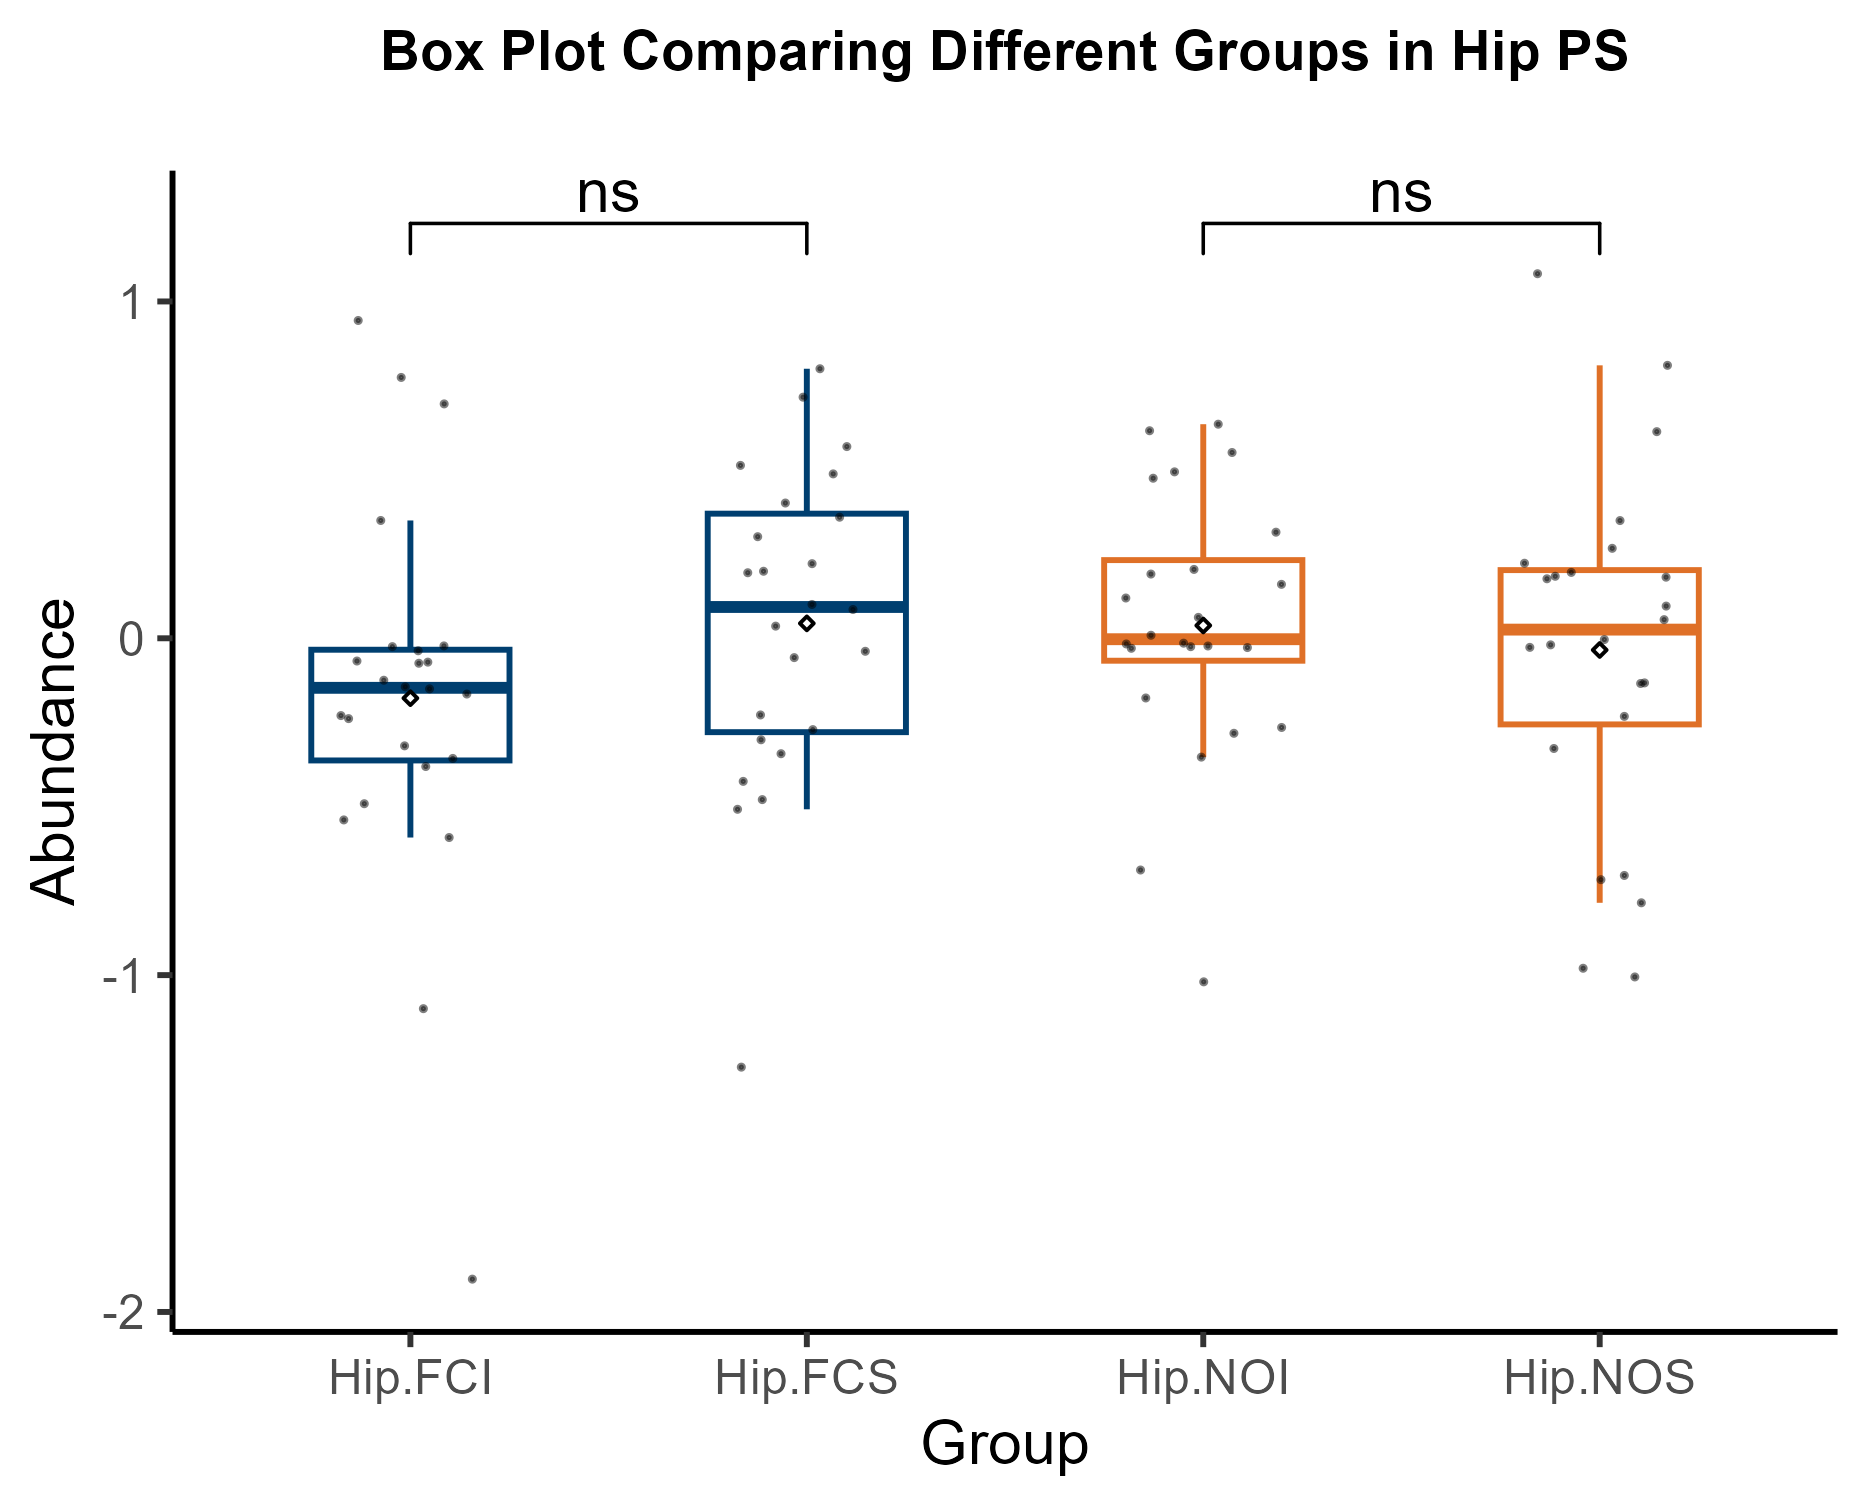 Box Plot Comparing Different Groups in Hip PS
ns ns
1
0
-1
-2
Abundance
Hip.FCI Hip.FCS Hip.NOI Hip.NOS
Group